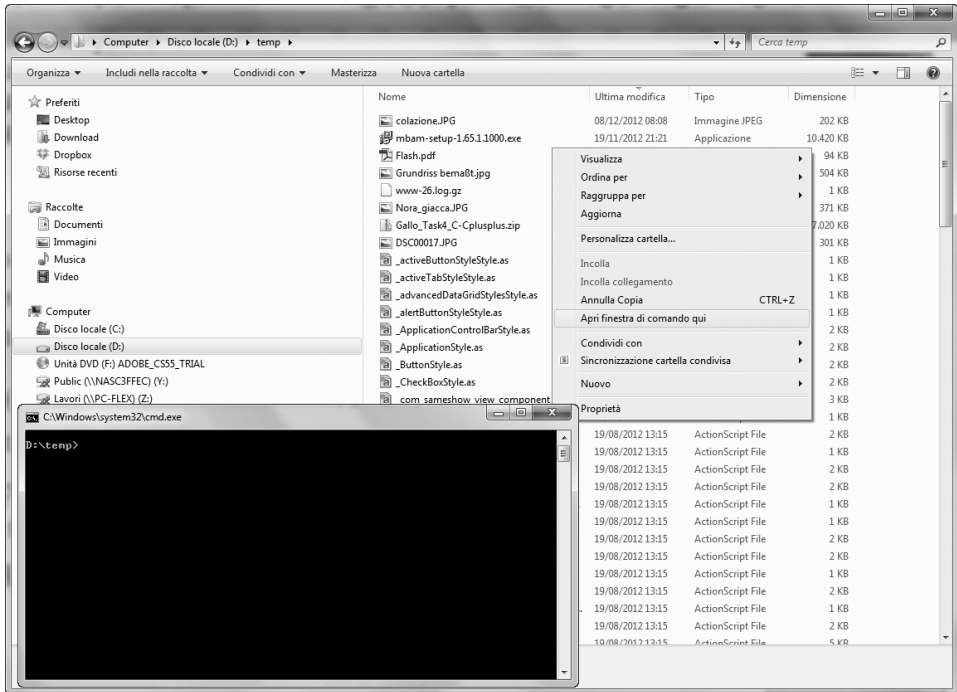 Computer Disco locale (D:) temp Cerca temp
Organizza Includi nella raccolta Condividi con Masterizza Nuova cartella
Preferiti
Desktop
Download
Dropbox
Risorse recenti
Raccolte
Documenti
Immagini
Musica
Video
Computer
Disco locale (C:)
Disco locale (D:)
Unità DVD (F:) ADOBE_CS55_TRIAL
Public (\\NASC3FFEC) (Y:)
Lavori (\\PC-FLEX) (Z:)
Nome Ultima modifica Tipo Dimensione
colazione.JPG 08/12/2012 08:08 Immagine JPEG 202 KB
mbam-setup-1.65.1.1000.exe 19/11/2012 21:21 Applicazione 10.420 KB
Flash.pdf 94 KB
Grundriss bemaßt.jpg 504 KB
www-26.log.gz 1 KB
Nora_giacca.JPG 371 KB
Gallo_Task4_C-Cplusplus.zip 7.020 KB
DSC00017.JPG 301 KB
_activeButtonStyleStyle.as 1 KB
_activeTabStyleStyle.as 1 KB
_advancedDataGridStylesStyle.as 1 KB
_alertButtonStyleStyle.as 1 KB
_ApplicationControlBarStyle.as 2 KB
_ApplicationStyle.as 2 KB
_ButtonStyle.as 2 KB
_CheckBoxStyle.as 2 KB
_com_sameshow_view_component 3 KB
1 KB
19/08/2012 13:15 ActionScript File 2 KB
19/08/2012 13:15 ActionScript File 1 KB
19/08/2012 13:15 ActionScript File 2 KB
19/08/2012 13:15 ActionScript File 2 KB
19/08/2012 13:15 ActionScript File 1 KB
19/08/2012 13:15 ActionScript File 1 KB
19/08/2012 13:15 ActionScript File 2 KB
19/08/2012 13:15 ActionScript File 2 KB
19/08/2012 13:15 ActionScript File 1 KB
19/08/2012 13:15 ActionScript File 2 KB
19/08/2012 13:15 ActionScript File 1 KB
19/08/2012 13:15 ActionScript File 2 KB
19/08/2012 13:15 ActionScript File 5 KB
Visualizza
Ordina per
Raggruppa per
Aggiorna
Personalizza cartella...
Incolla
Incolla collegamento
Annulla Copia CTRL+Z
Apri finestra di comando qui
Condividi con
Sincronizzazione cartella condivisa
Nuovo
Proprietà
C:\Windows\system32\cmd.exe
D:\temp>